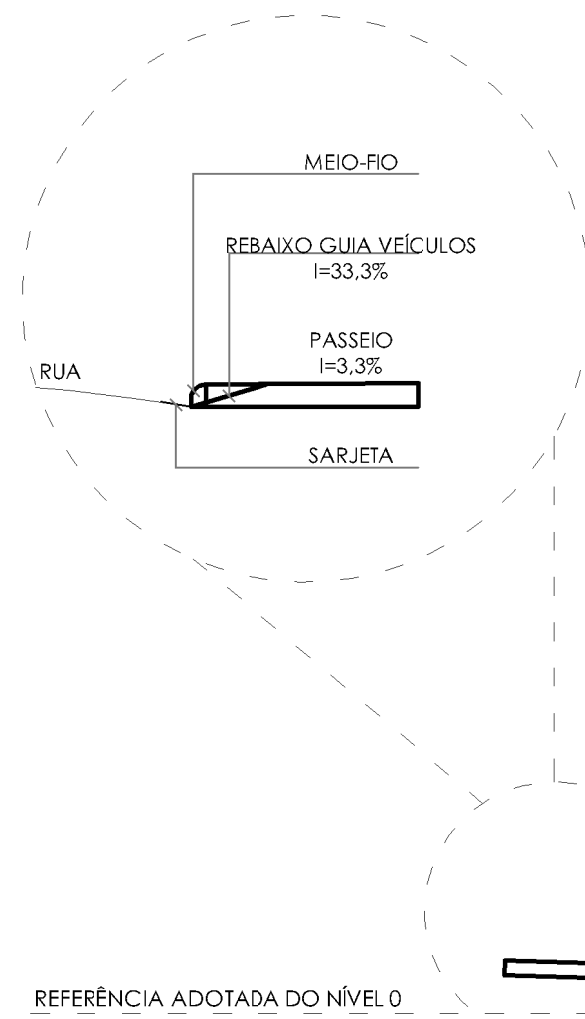 MEIO-FIO
REBAIXO GUIA VEÍCULOS
I=33,3%
PASSEIO
I=3,3%
RUA
SARJETA
REFERÊNCIA ADOTADA DO NÍVEL 0